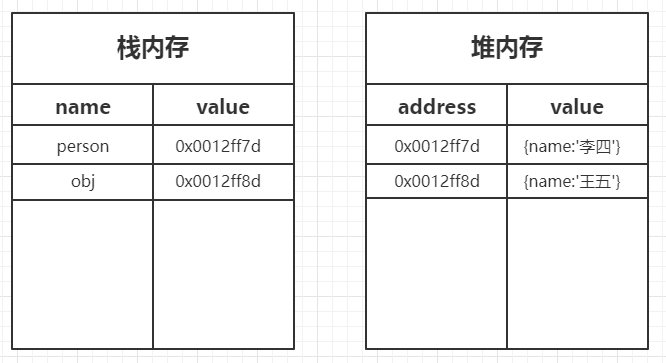 栈内存
name value
person 0x0012ff7d
obj 0x0012ff8d
堆内存
address value
0x0012ff7d {name:'李四'}
0x0012ff8d {name:'王五'}